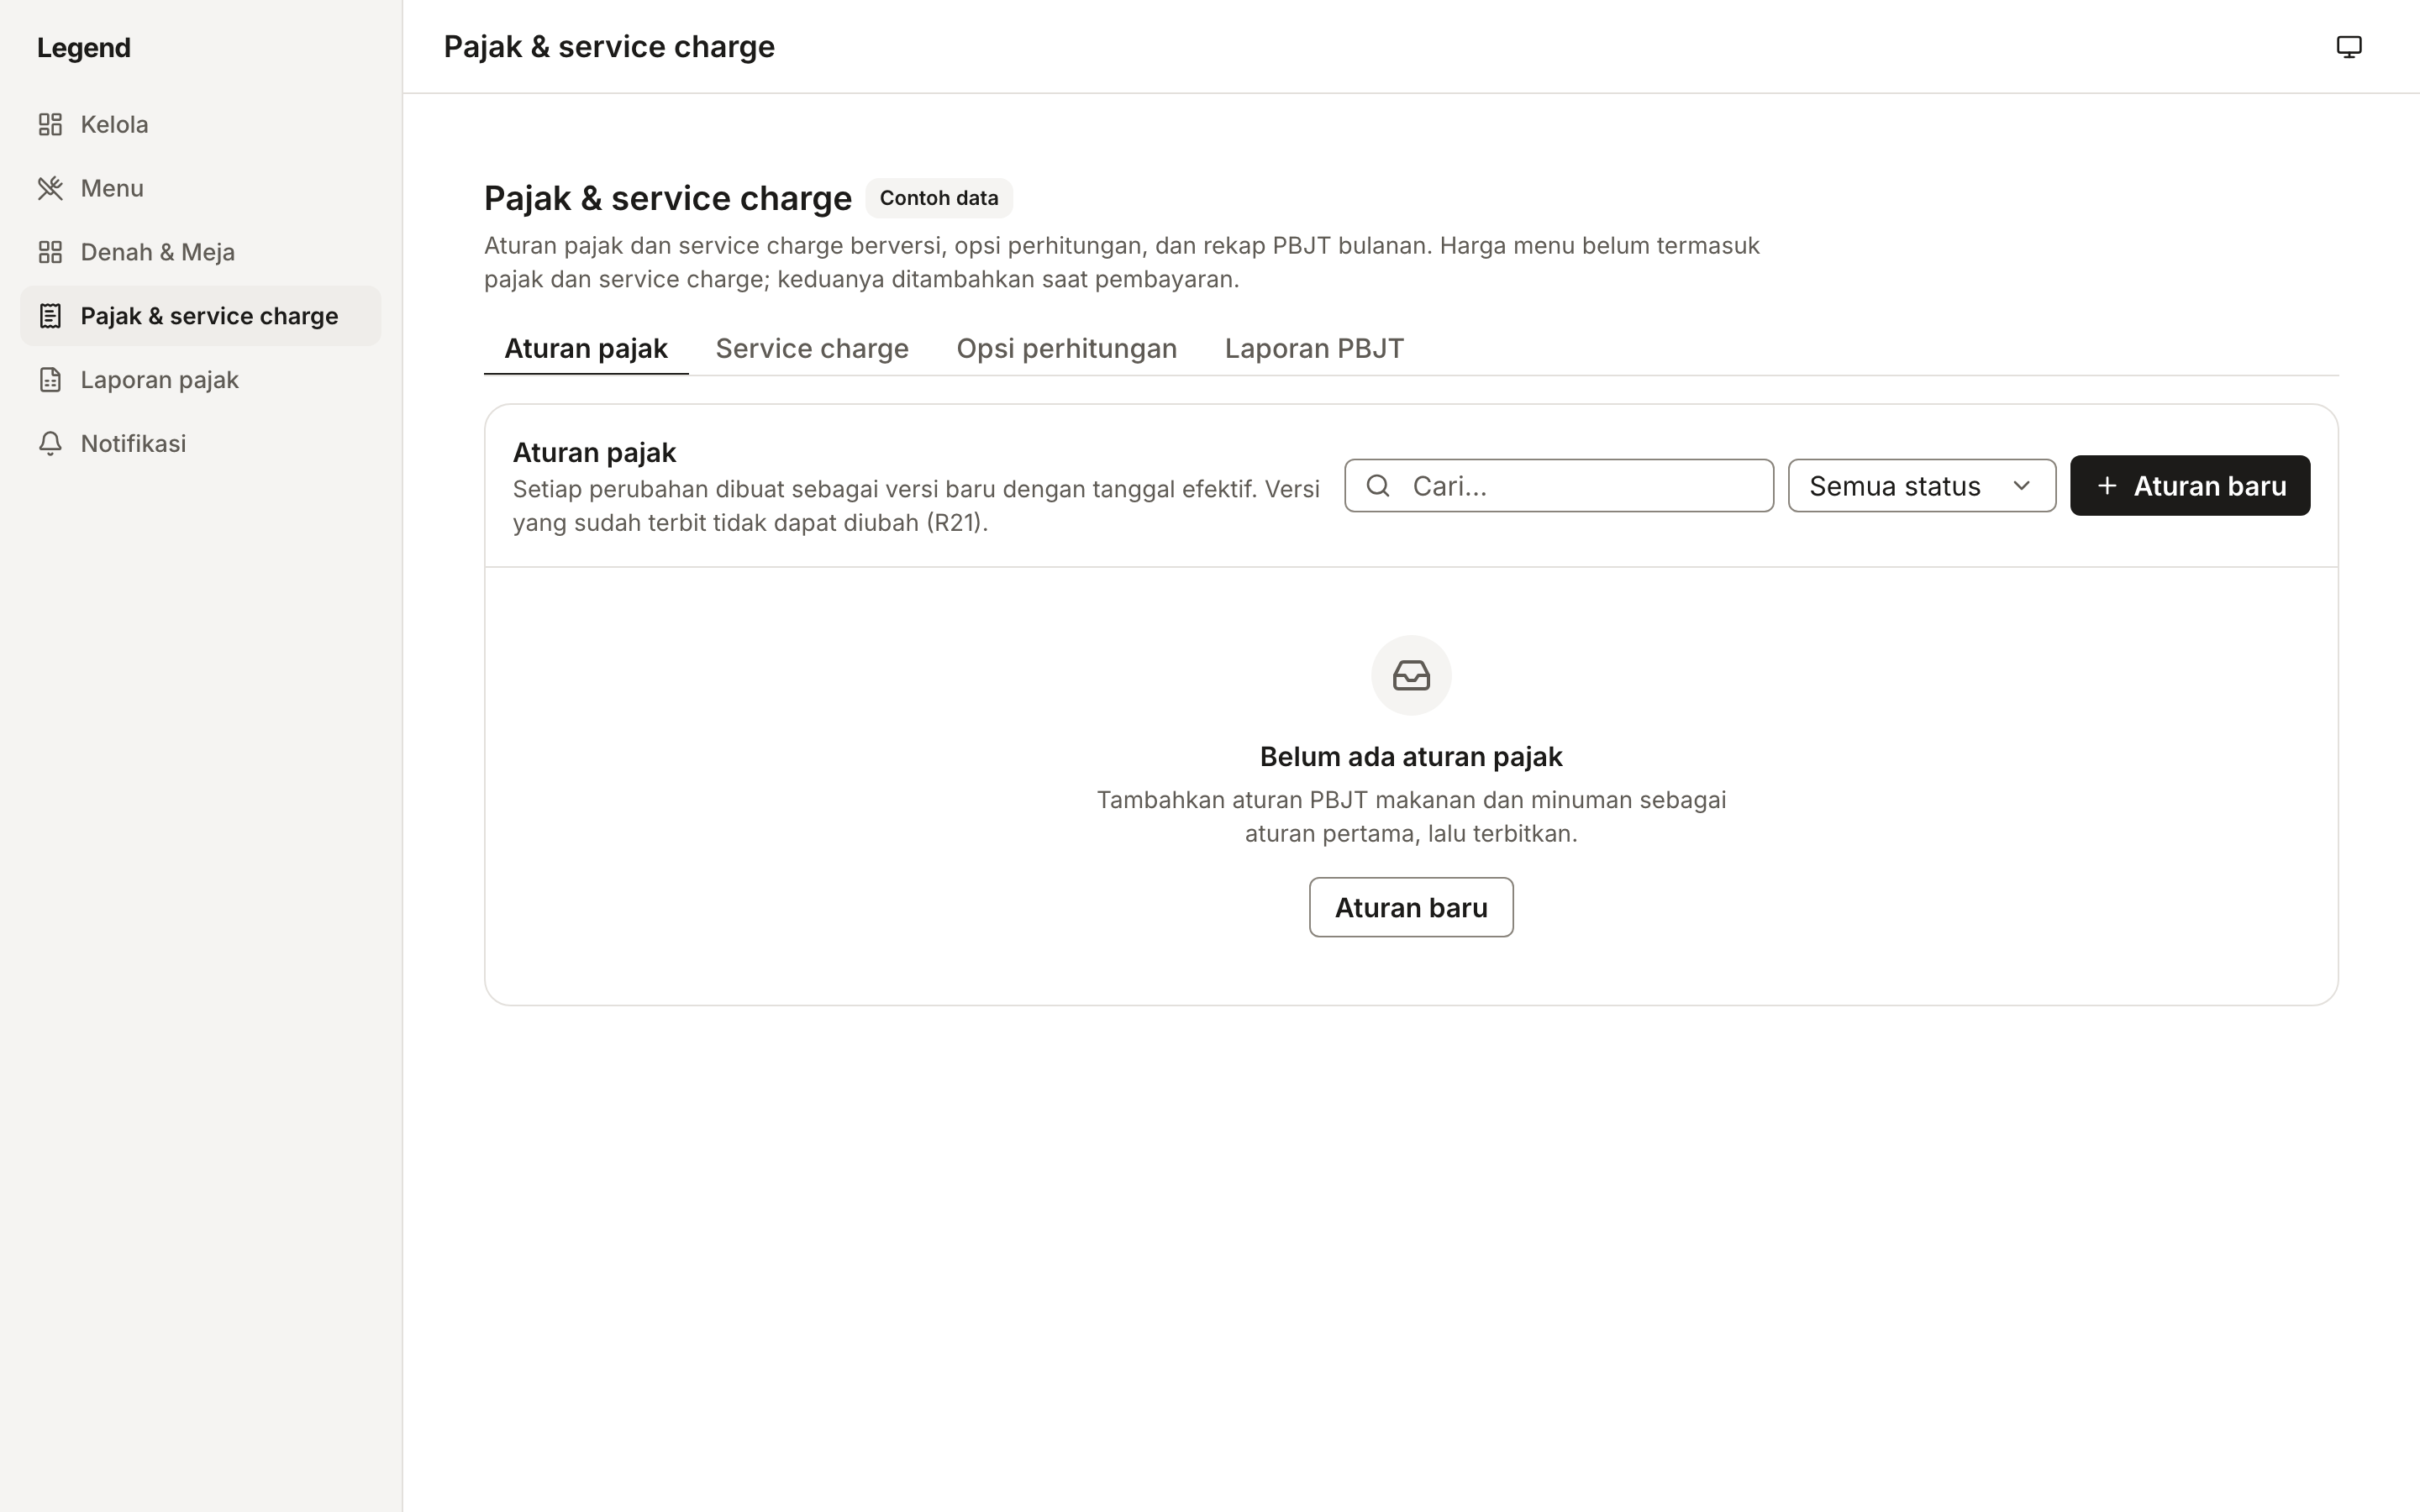 Legend
Kelola
Menu
Denah & Meja
Pajak & service charge
Laporan pajak
Notifikasi
Pajak & service charge
Pajak & service charge
Contoh data
Aturan pajak dan service charge berversi, opsi perhitungan, dan rekap PBJT bulanan. Harga menu belum termasuk
pajak dan service charge; keduanya ditambahkan saat pembayaran.
Aturan pajak
Service charge
Opsi perhitungan
Laporan PBJT
Aturan pajak
Setiap perubahan dibuat sebagai versi baru dengan tanggal efektif. Versi
yang sudah terbit tidak dapat diubah (R21).
Cari...
Semua status
Aturan baru
Belum ada aturan pajak
Tambahkan aturan PBJT makanan dan minuman sebagai
aturan pertama, lalu terbitkan.
Aturan baru